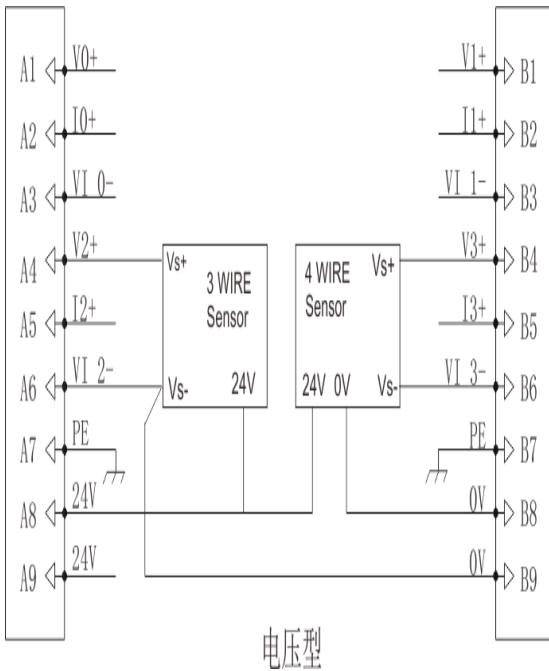 A1 V0+ V1+ B1
A2 I0+ I1+ B2
A3 VI 0- VI 1- B3
A4 V2+ Vs+ Vs+ V3+ B4
3 WIRE
Sensor
4 WIRE
Sensor
A5 I2+ I3+ B5
A6 VI 2- Vs- 24V 24V 0V Vs- VI 3- B6
A7 PE PE B7
A8 24V 0V B8
A9 24V 0V B9
电压型